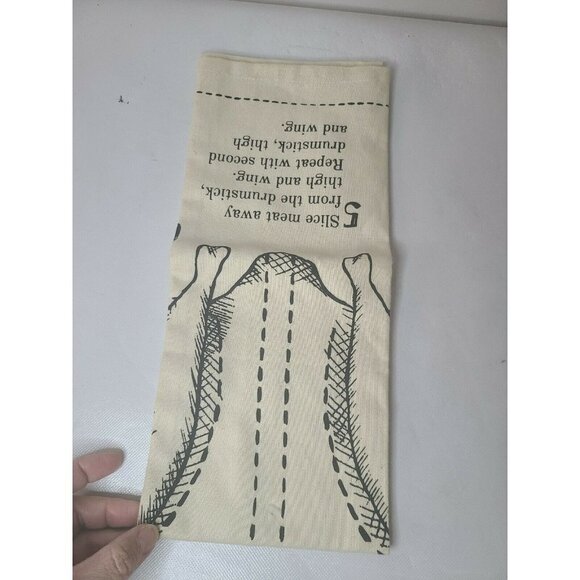 5 Slice meat away
from the drumstick,
thigh and wing.
Repeat with second
drumstick, thigh
and wing.